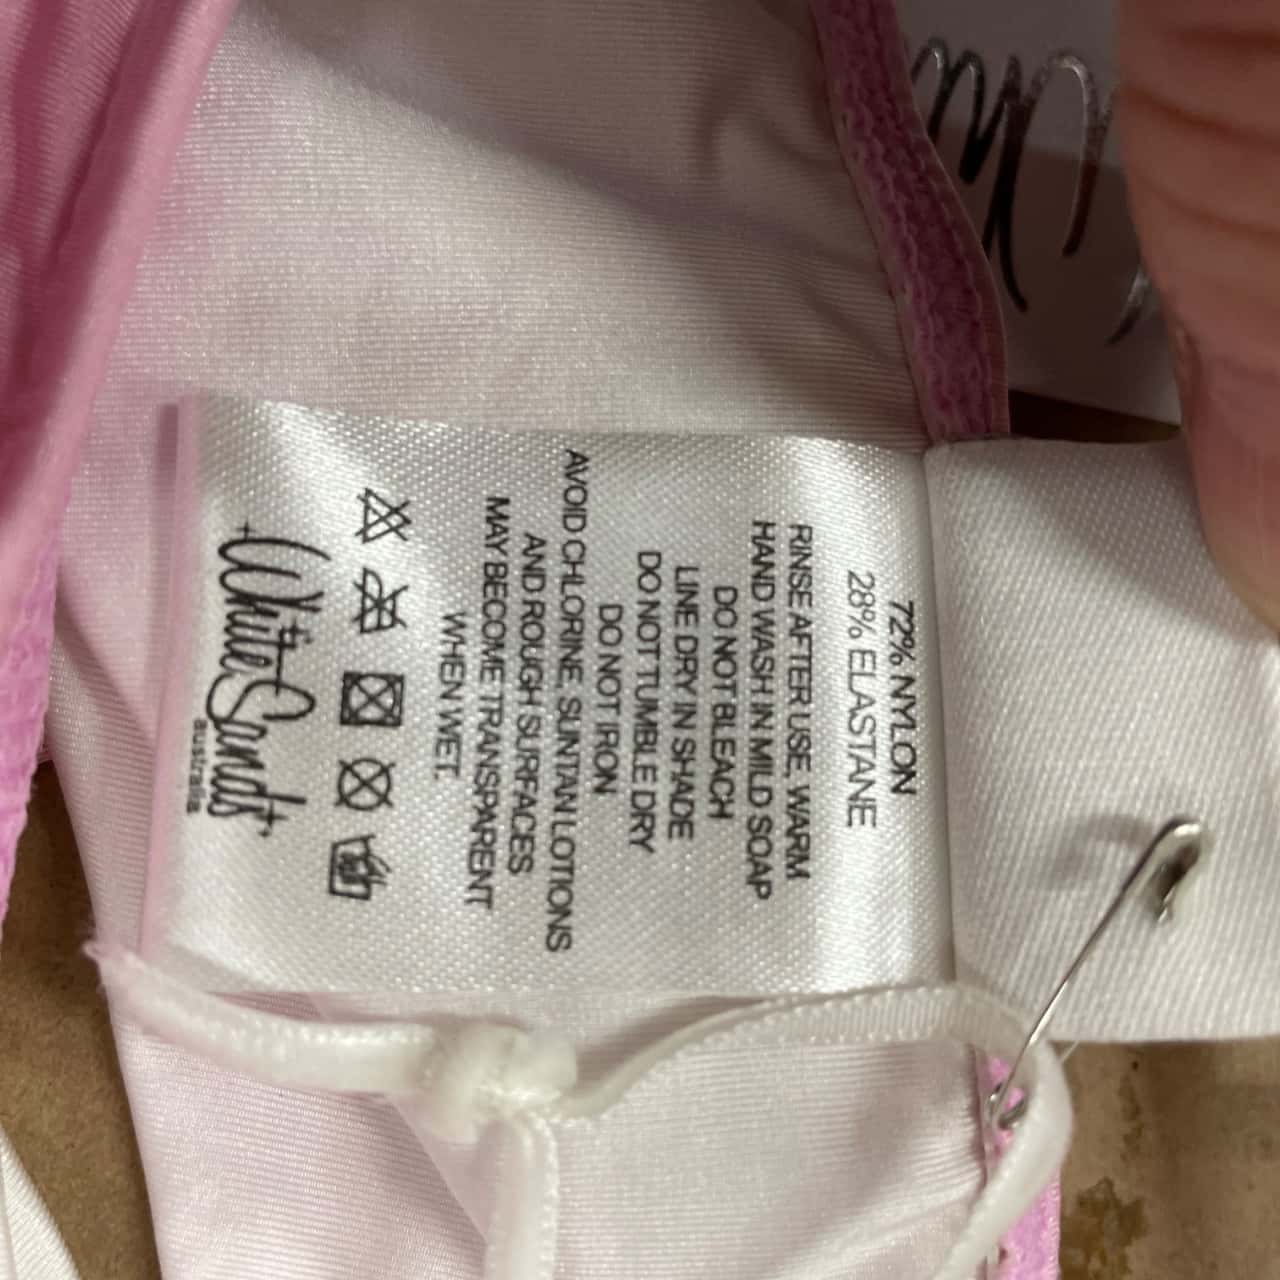 72% NYLON
28% ELASTANE
RINSE AFTER USE, WARM
HAND WASH IN MILD SOAP
DO NOT BLEACH
LINE DRY IN SHADE
DO NOT TUMBLE DRY
DO NOT IRON
AVOID CHLORINE, SUNTAN LOTIONS
AND ROUGH SURFACES
MAY BECOME TRANSPARENT
WHEN WET.
White Sands
australia